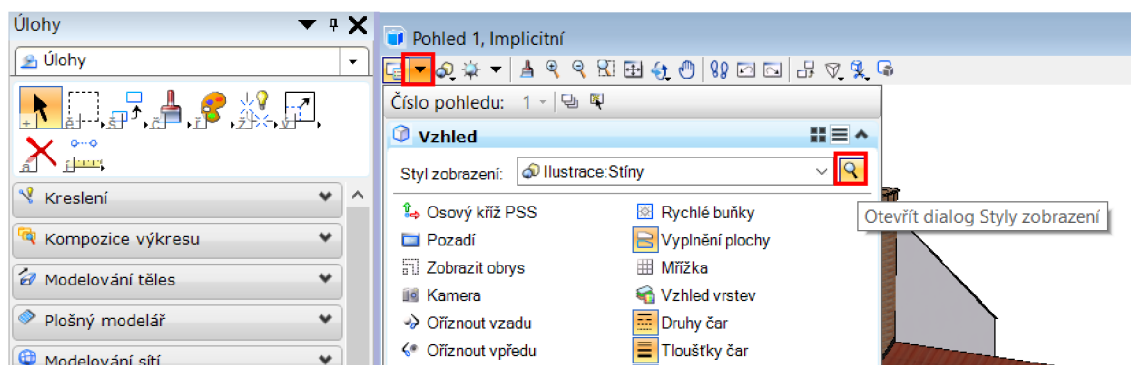 Úlohy
Úlohy
Kreslení
Kompozice výkresu
Modelování těles
Plošný modelář
Modelování sítí
Pohled 1, Implicitní
Číslo pohledu: 1
Vzhled
Styl zobrazení: Ilustrace:Stíny
Otevřít dialog Styly zobrazení
Osový kříž PSS
Rychlé buňky
Pozadí
Vyplnění plochy
Zobrazit obrys
Mřížka
Kamera
Vzhled vrstev
Oříznout vzadu
Druhy čar
Oříznout vpředu
Tloušťky čar